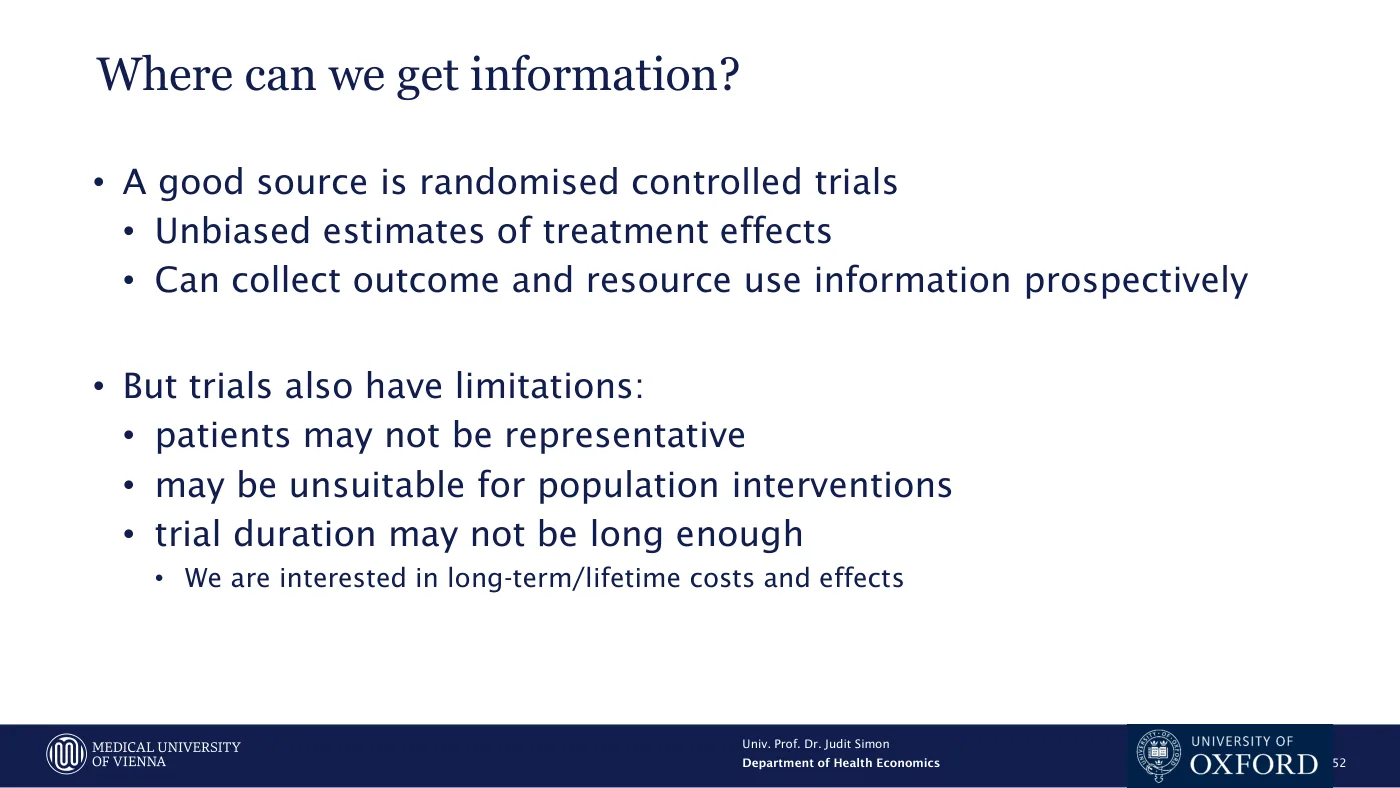 Where can we get information?
• A good source is randomised controlled trials
• Unbiased estimates of treatment effects
• Can collect outcome and resource use information prospectively
• But trials also have limitations:
• patients may not be representative
• may be unsuitable for population interventions
• trial duration may not be long enough
• We are interested in long-term/lifetime costs and effects
MEDICAL UNIVERSITY
OF VIENNA
Univ. Prof. Dr. Judit Simon
Department of Health Economics
UNIVERSITY OF
OXFORD
52